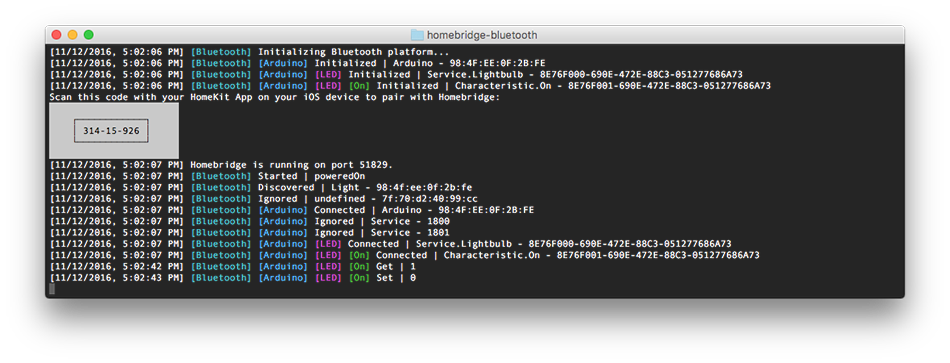 homebridge-bluetooth
[11/12/2016, 5:02:06 PM] [Bluetooth] Initializing Bluetooth platform...
[11/12/2016, 5:02:06 PM] [Bluetooth] [Arduino] Initialized | Arduino - 98:4F:EE:0F:2B:FE
[11/12/2016, 5:02:06 PM] [Bluetooth] [Arduino] [LED] Initialized | Service.Lightbulb - 8E76F000-690E-472E-88C3-051277686A73
[11/12/2016, 5:02:06 PM] [Bluetooth] [Arduino] [LED] [On] Initialized | Characteristic.On - 8E76F001-690E-472E-88C3-051277686A73
Scan this code with your HomeKit App on your iOS device to pair with Homebridge:
314-15-926
[11/12/2016, 5:02:07 PM] Homebridge is running on port 51829.
[11/12/2016, 5:02:07 PM] [Bluetooth] Started | poweredOn
[11/12/2016, 5:02:07 PM] [Bluetooth] Discovered | Light - 98:4f:ee:0f:2b:fe
[11/12/2016, 5:02:07 PM] [Bluetooth] Ignored | undefined - 7f:70:d2:40:99:cc
[11/12/2016, 5:02:07 PM] [Bluetooth] [Arduino] Connected | Arduino - 98:4F:EE:0F:2B:FE
[11/12/2016, 5:02:07 PM] [Bluetooth] [Arduino] Ignored | Service - 1800
[11/12/2016, 5:02:07 PM] [Bluetooth] [Arduino] Ignored | Service - 1801
[11/12/2016, 5:02:07 PM] [Bluetooth] [Arduino] [LED] Connected | Service.Lightbulb - 8E76F000-690E-472E-88C3-051277686A73
[11/12/2016, 5:02:07 PM] [Bluetooth] [Arduino] [LED] [On] Connected | Characteristic.On - 8E76F001-690E-472E-88C3-051277686A73
[11/12/2016, 5:02:42 PM] [Bluetooth] [Arduino] [LED] [On] Get | 1
[11/12/2016, 5:02:43 PM] [Bluetooth] [Arduino] [LED] [On] Set | 0